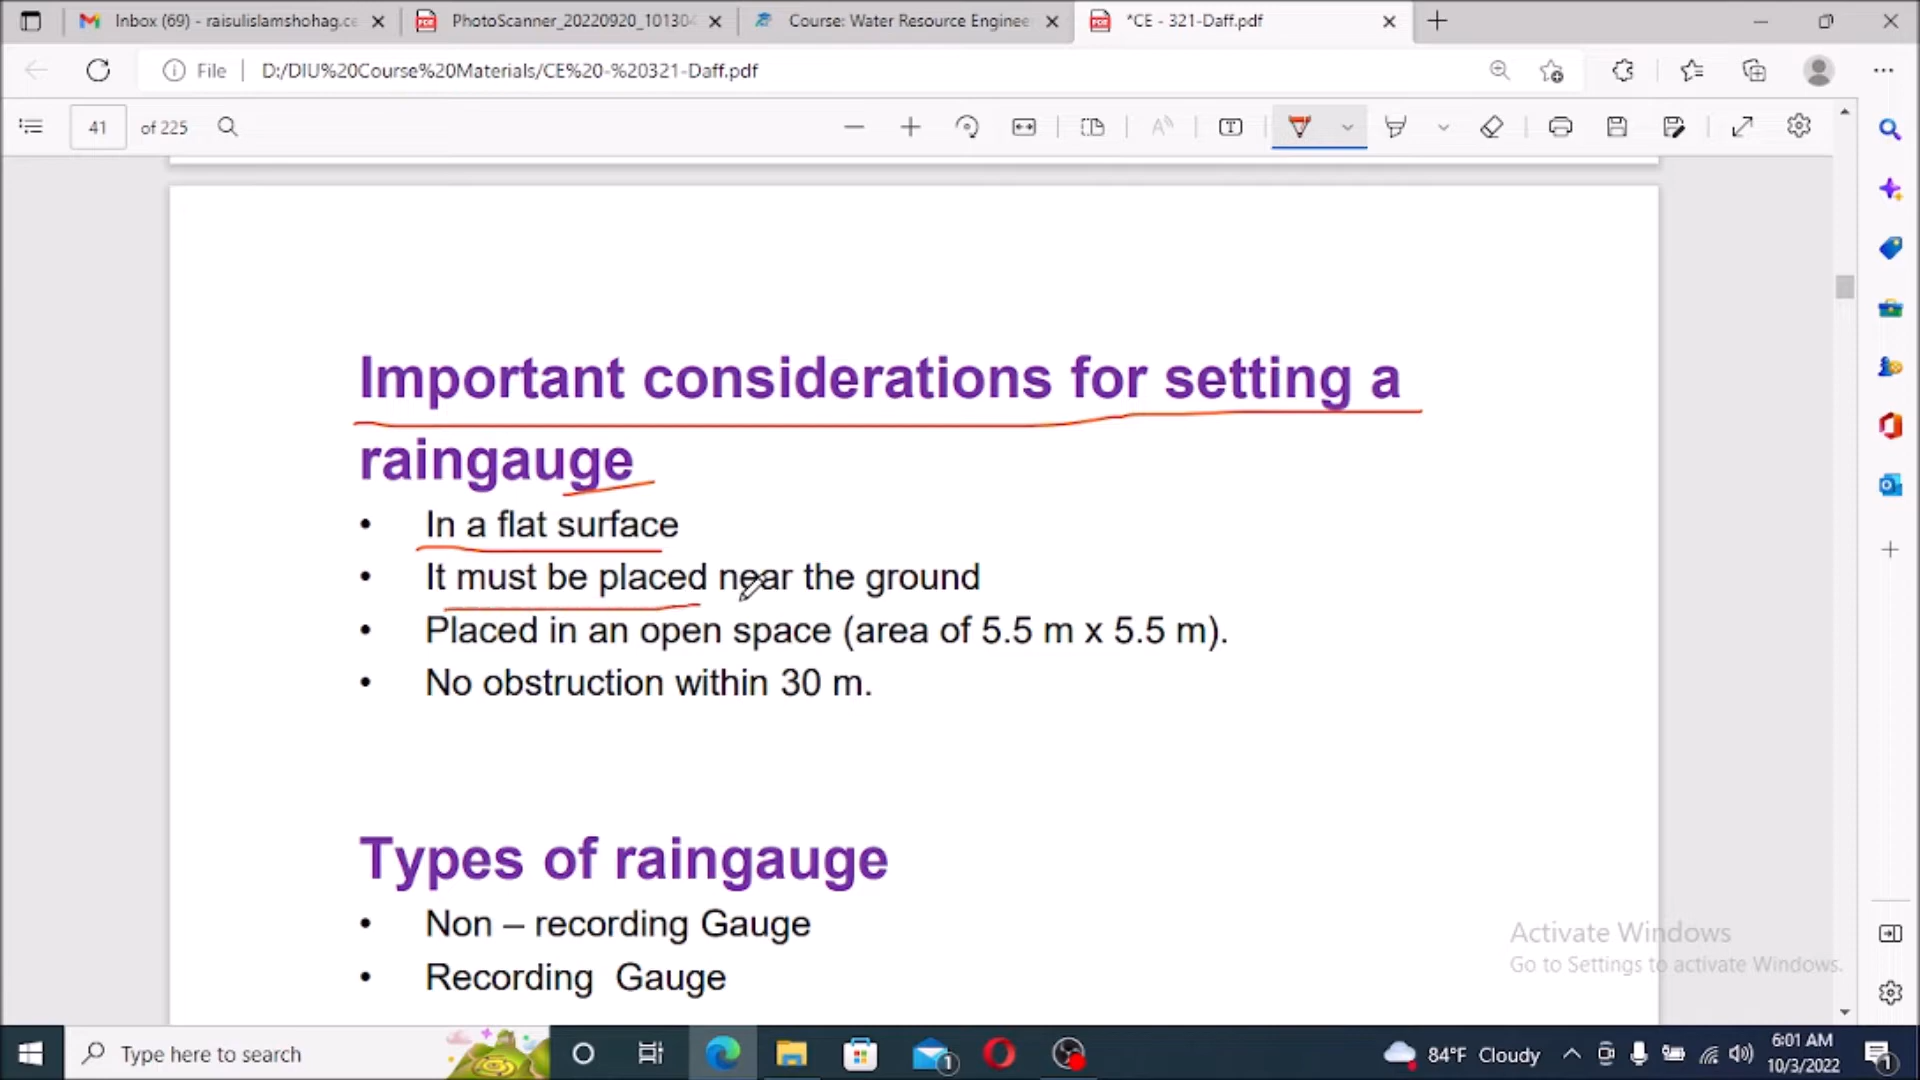 Inbox (69) - raisulislamshohag.ce
PhotoScanner_20220920_101304
Course: Water Resource Enginee
*CE - 321-Daff.pdf
File
D:/DIU%20Course%20Materials/CE%20-%20321-Daff.pdf
41 of 225
Important considerations for setting a
raingauge
• In a flat surface
• It must be placed near the ground
• Placed in an open space (area of 5.5 m x 5.5 m).
• No obstruction within 30 m.
Types of raingauge
• Non – recording Gauge
• Recording Gauge
Activate Windows
Go to Settings to activate Windows.
Type here to search
84°F Cloudy
6:01 AM
10/3/2022